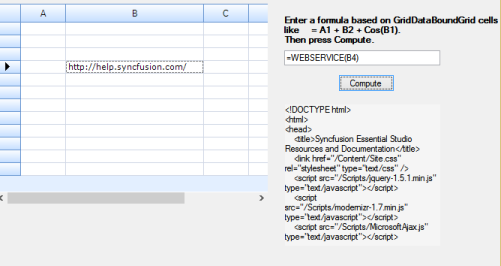 A B C
Enter a formula based on GridDataBoundGrid cells
like = A1 + B2 + Cos(B1).
Then press Compute.
http://help.syncfusion.com/
=WEBSERVICE(B4)
Compute
<!DOCTYPE html>
<html>
<head>
<title>Syncfusion Essential Studio
Resources and Documentation</title>
<link href="/Content/Site.css"
rel="stylesheet" type="text/css" />
<script src="/Scripts/jquery-1.5.1.min.js"
type="text/javascript"></script>
<script
src="/Scripts/modernizr-1.7.min.js"
type="text/javascript"></script>
<script src="/Scripts/MicrosoftAjax.js"
type="text/javascript"></script>